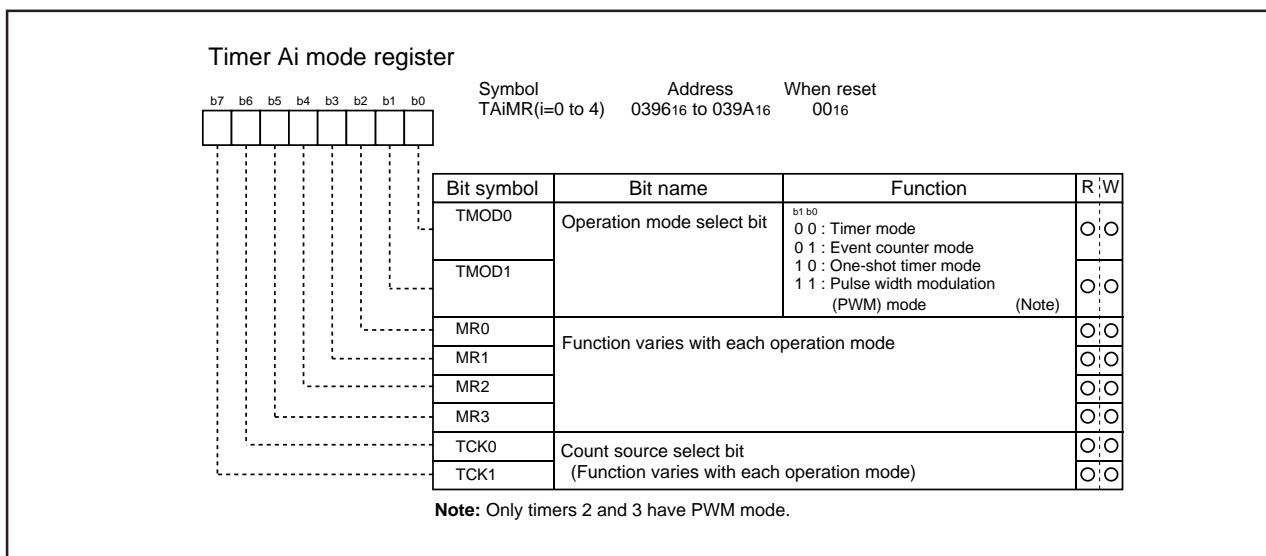 Timer Ai mode register
Symbol Address When reset
TAiMR(i=0 to 4) 039616 to 039A16 0016
b7 b6 b5 b4 b3 b2 b1 b0
Bit symbol Bit name Function R W
TMOD0 Operation mode select bit b1 b0
0 0 : Timer mode
0 1 : Event counter mode
TMOD1 1 0 : One-shot timer mode
1 1 : Pulse width modulation
(PWM) mode (Note)
MR0 Function varies with each operation mode
MR1
MR2
MR3
TCK0 Count source select bit
TCK1 (Function varies with each operation mode)
Note: Only timers 2 and 3 have PWM mode.